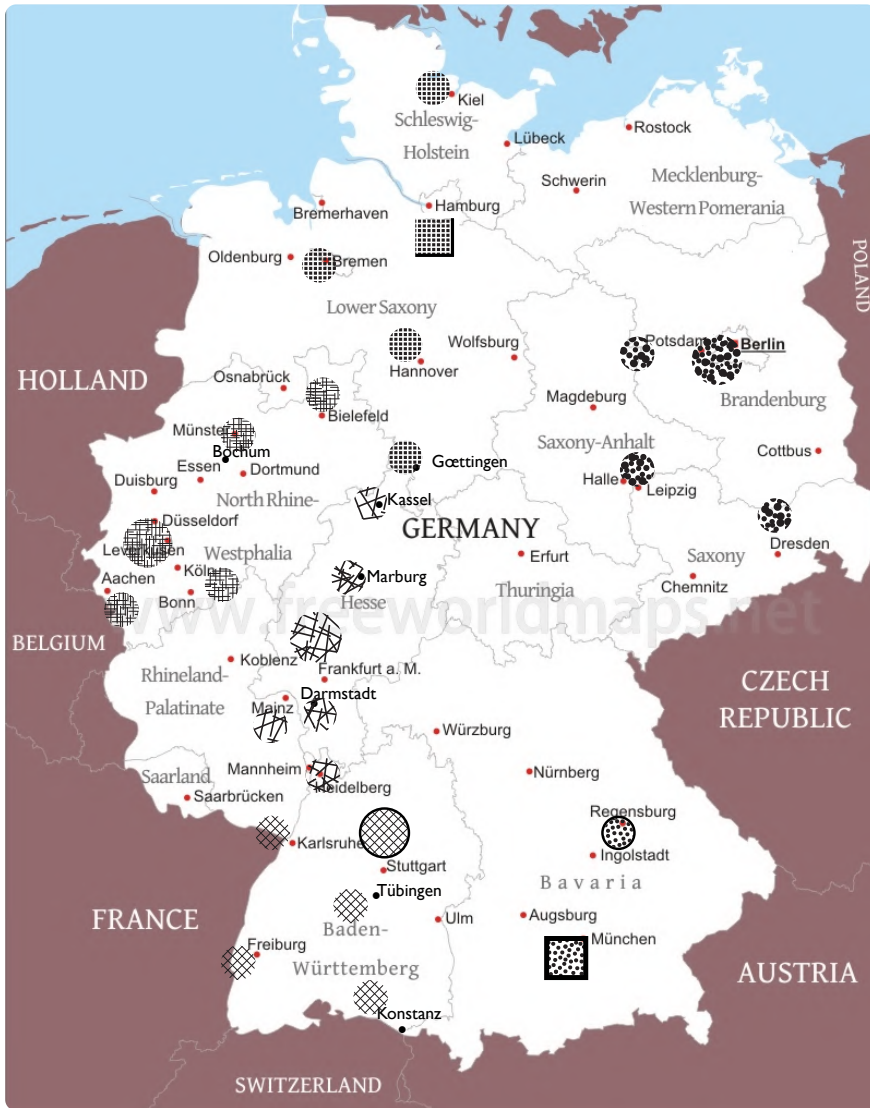 Kiel
Schleswig-
Holstein
Lübeck
Rostock
Mecklenburg-
Western Pomerania
Schwerin
Bremerhaven
Hamburg
POLAND
Oldenburg
Bremen
Lower Saxony
Wolfsburg
Hannover
Potsdam
Berlin
HOLLAND
Osnabrück
Brandenburg
Magdeburg
Bielefeld
Münster
Saxony-Anhalt
Bochum
Gœttingen
Cottbus
Essen
Dortmund
Duisburg
Halle
Leipzig
North Rhine-
Westphalia
Kassel
GERMANY
Düsseldorf
Leverkusen
Dresden
Saxony
Erfurt
Köln
Aachen
Marburg
Chemnitz
Thuringia
Bonn
Hesse
www.freeworldmaps.net
BELGIUM
Koblenz
Frankfurt a. M.
Rhineland-
Palatinate
CZECH
REPUBLIC
Darmstadt
Mainz
Würzburg
Mannheim
Nürnberg
Saarland
Heidelberg
Saarbrücken
Regensburg
Karlsruhe
Ingolstadt
Stuttgart
Bavaria
Tübingen
FRANCE
Ulm
Augsburg
Baden-
Württemberg
München
Freiburg
AUSTRIA
Konstanz
SWITZERLAND